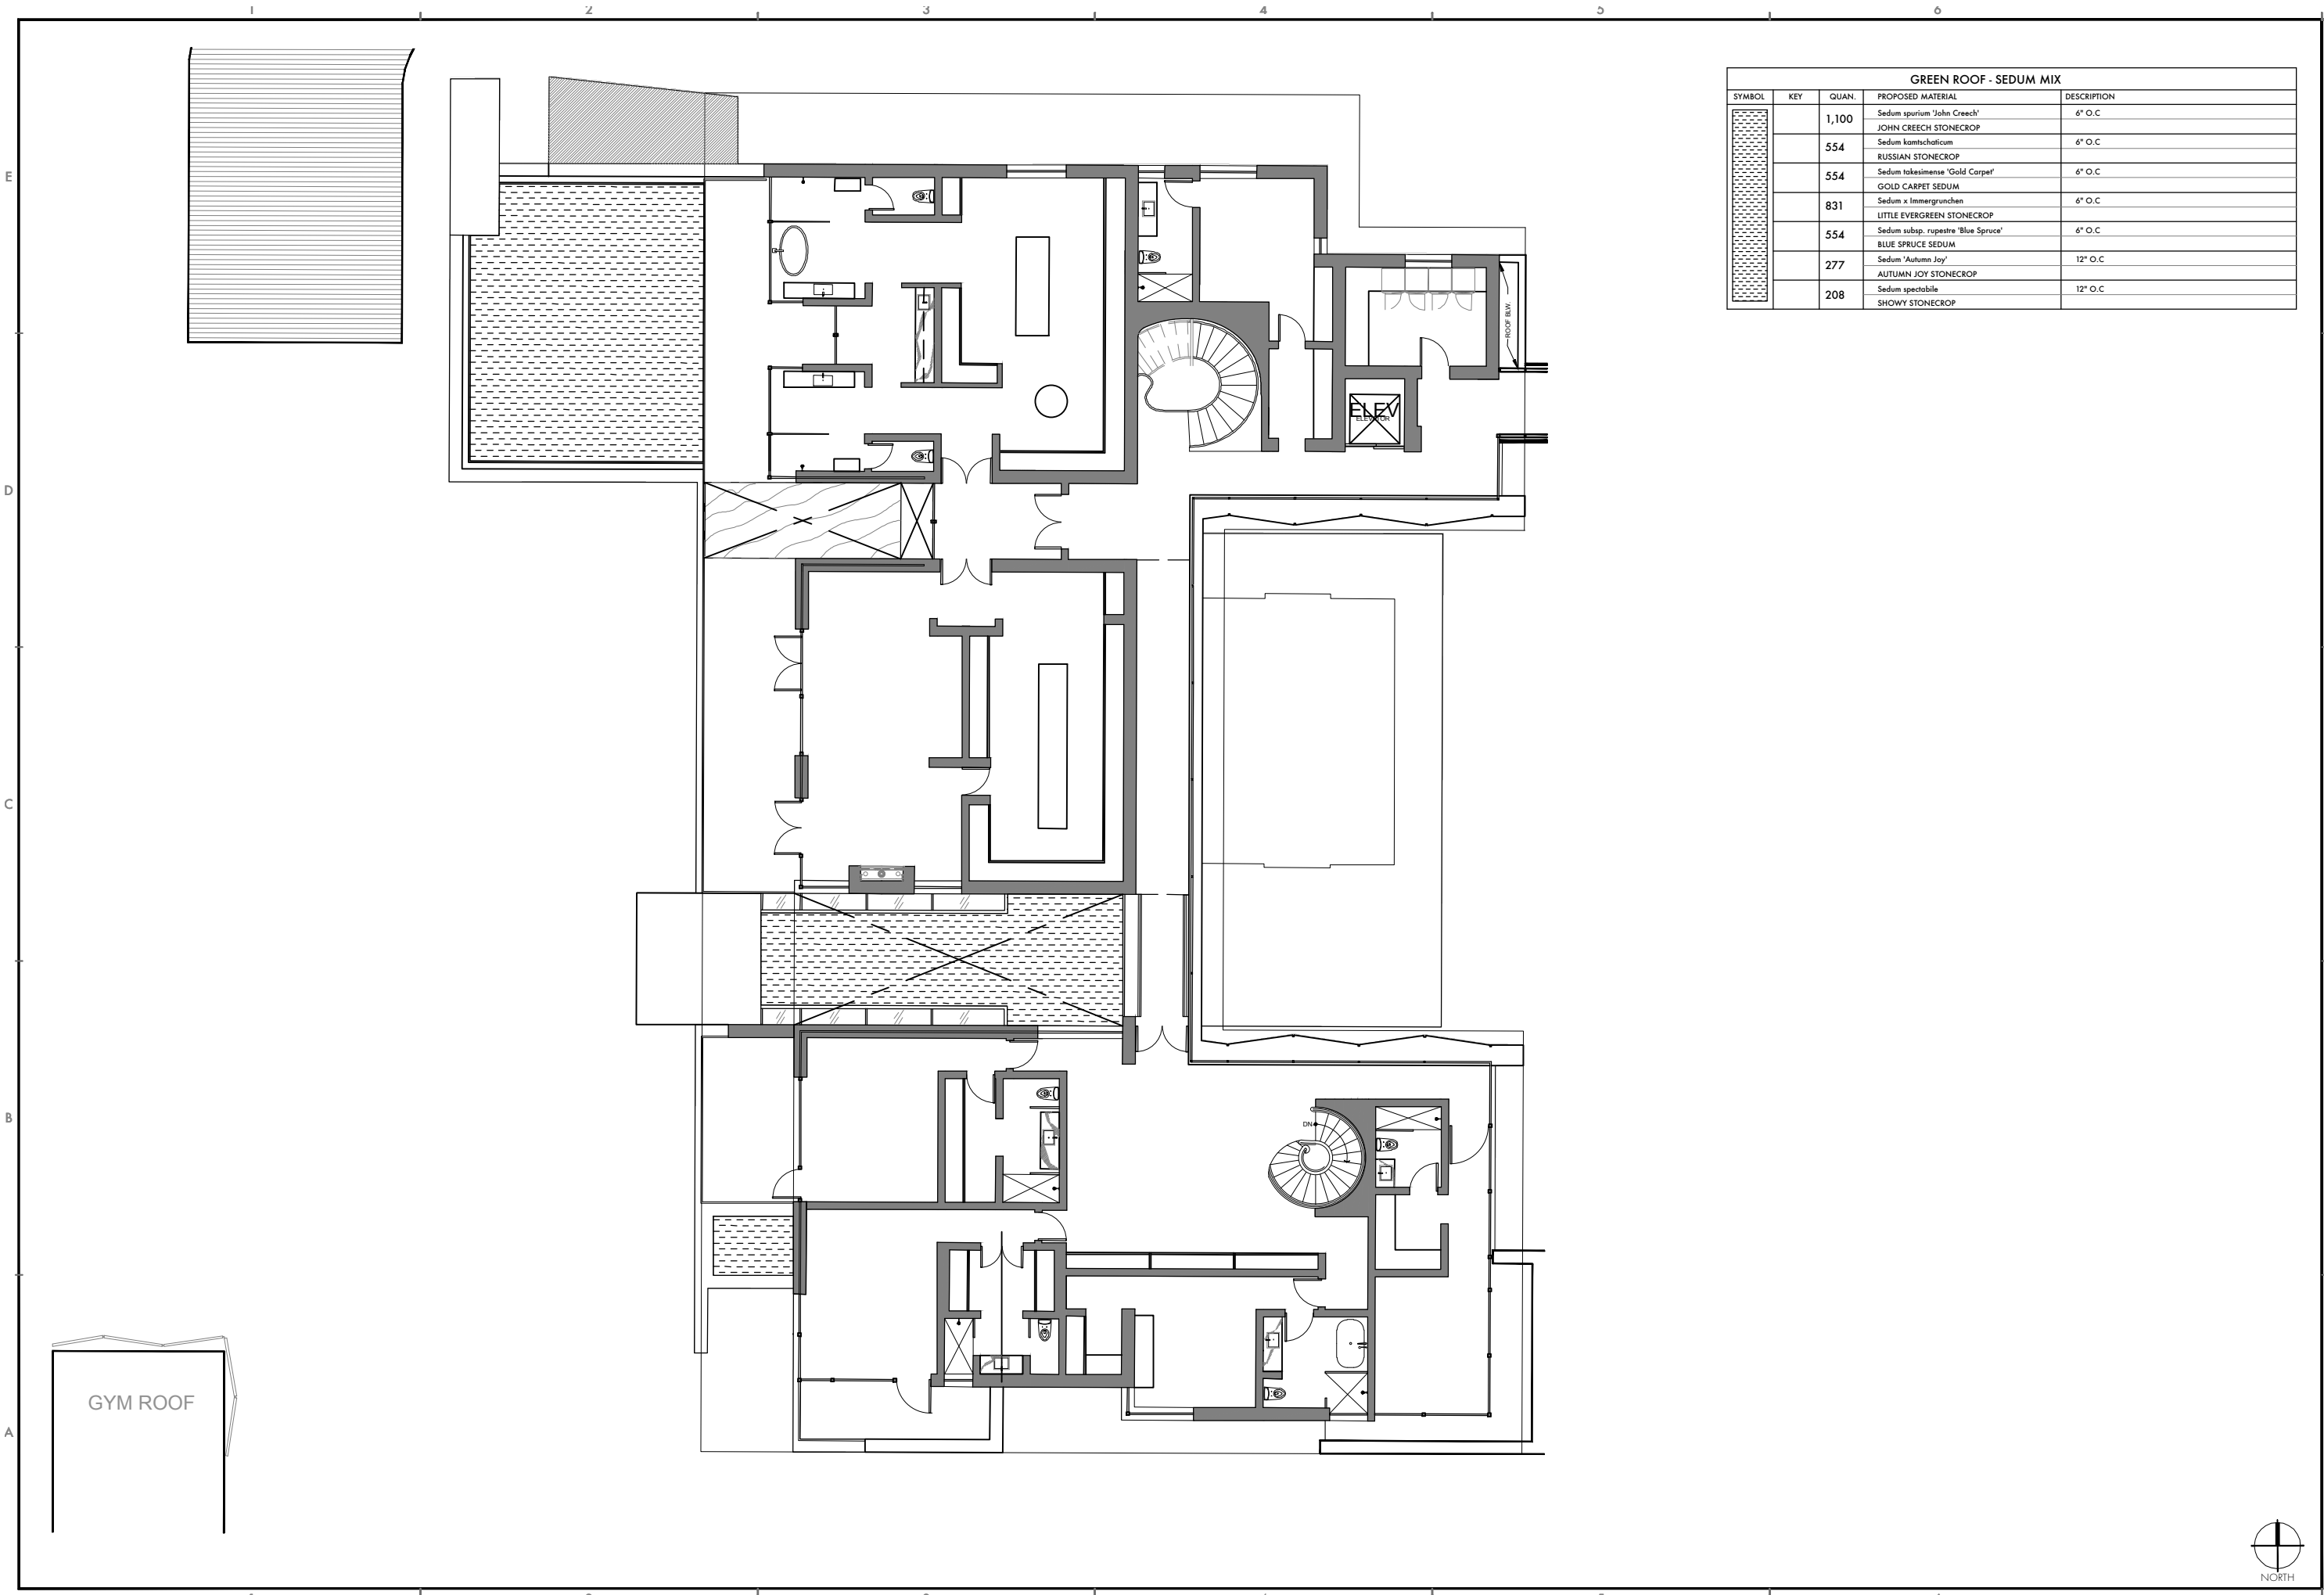 1 2 3 4 5 6
GREEN ROOF - SEDUM MIX
SYMBOL KEY QUAN. PROPOSED MATERIAL DESCRIPTION
1,100 Sedum spurium 'John Creech' 6" O.C
JOHN CREECH STONECROP
554 Sedum kamtschaticum 6" O.C
RUSSIAN STONECROP
554 Sedum takesimense 'Gold Carpet' 6" O.C
GOLD CARPET SEDUM
831 Sedum x Immergrunchen 6" O.C
LITTLE EVERGREEN STONECROP
554 Sedum subsp. rupestre 'Blue Spruce' 6" O.C
BLUE SPRUCE SEDUM
277 Sedum 'Autumn Joy' 12" O.C
AUTUMN JOY STONECROP
208 Sedum spectabile 12" O.C
SHOWY STONECROP
E
ROOF BLW.
ELEV
ELEVATOR
D
C
B
DN
A
GYM ROOF
NORTH